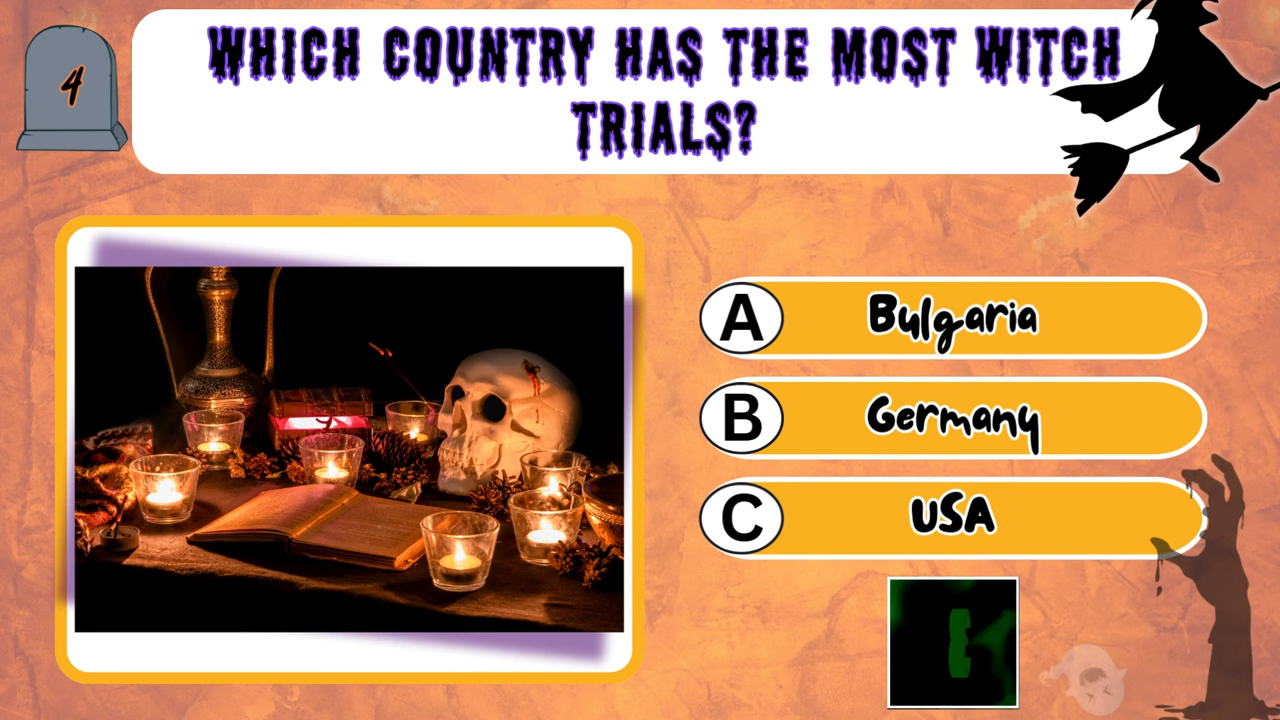 4
WHICH COUNTRY HAS THE MOST WITCH
TRIALS?
A Bulgaria
B Germany
C USA